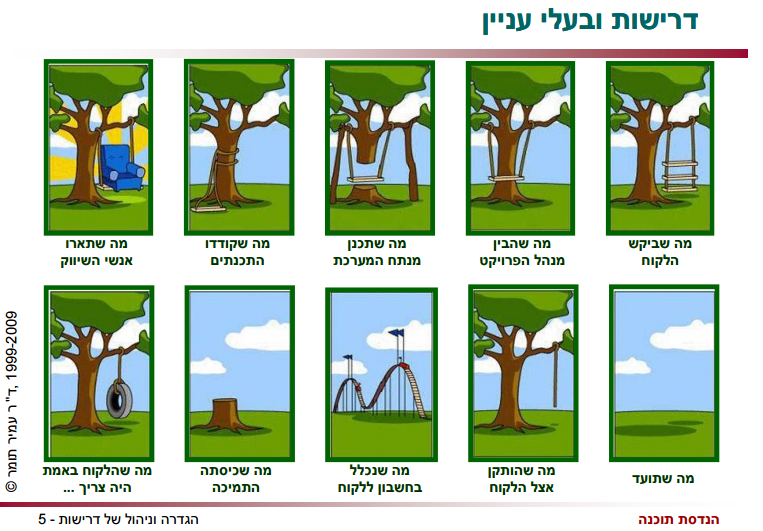 דרישות ובעלי עניין
מה שביקש
הלקוח
מה שהבין
מנהל הפרויקט
מה שתכנן
מנתח המערכת
מה שקודדו
התכנתים
מה שתארו
אנשי השיווק
מה שתועד
מה שהותקן
אצל הלקוח
מה שנכלל
בחשבון ללקוח
מה שכיסתה
התמיכה
מה שהלקוח באמת
היה צריך ...
© ד"ר עמיר תומר, 1999-2009
הנדסת תוכנה
הגדרה וניהול של דרישות - 5